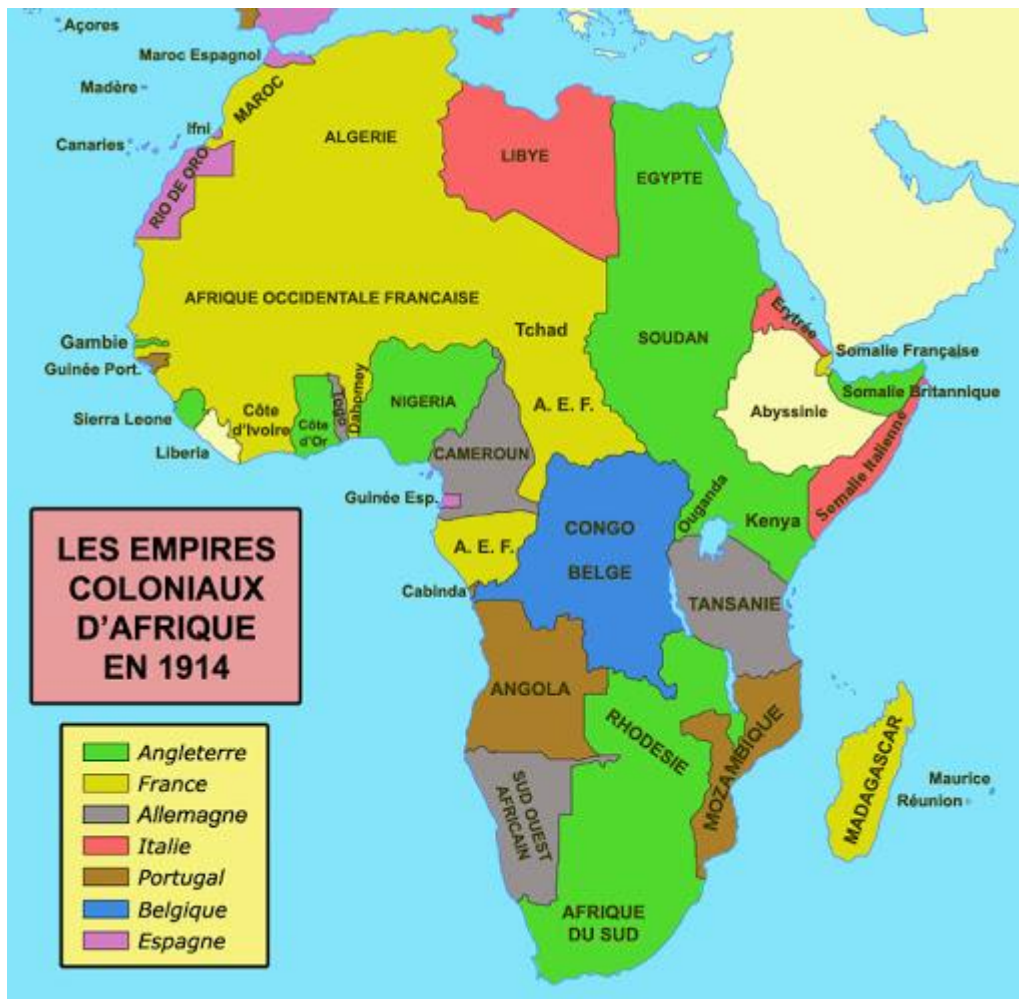 Açores
Maroc Espagnol
Madère
MAROC
Ifni
Canaries
ALGERIE
LIBYE
EGYPTE
RIO DE ORO
AFRIQUE OCCIDENTALE FRANCAISE
Tchad
SOUDAN
Erytrée
Gambie
Guinée Port.
Somalie Française
Somalie Britannique
Abyssinie
Sierra Leone
Liberia
Côte
d'Ivoire
Côte
d'Or
Togo
Dahomey
NIGERIA
A. E. F.
CAMEROUN
Guinée Esp.
Somalie Italienne
Ouganda
Kenya
CONGO
BELGE
A. E. F.
Cabinda
TANSANIE
LES EMPIRES
COLONIAUX
D'AFRIQUE
EN 1914
ANGOLA
RHODESIE
MOZAMBIQUE
MADAGASCAR
Maurice
Réunion
SUD OUEST
AFRICAIN
AFRIQUE
DU SUD
Angleterre
France
Allemagne
Italie
Portugal
Belgique
Espagne